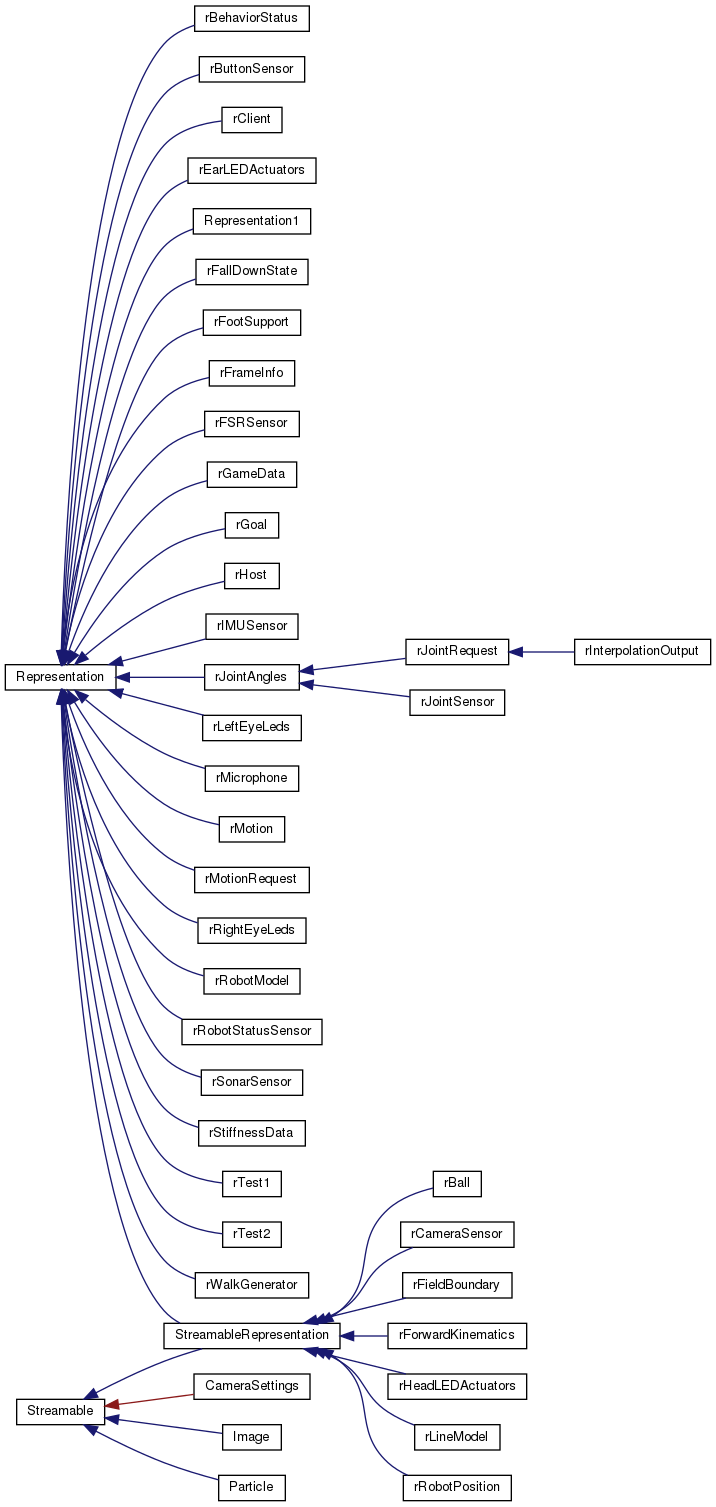 rBehaviorStatus
rButtonSensor
rClient
rEarLEDActuators
Representation1
rFallDownState
rFootSupport
rFrameInfo
rFSRSensor
rGameData
rGoal
rHost
rIMUSensor
Representation
rJointAngles
rJointRequest
rInterpolationOutput
rJointSensor
rLeftEyeLeds
rMicrophone
rMotion
rMotionRequest
rRightEyeLeds
rRobotModel
rRobotStatusSensor
rSonarSensor
rStiffnessData
rTest1
rTest2
rWalkGenerator
rBall
rCameraSensor
rFieldBoundary
StreamableRepresentation
rForwardKinematics
rHeadLEDActuators
rLineModel
rRobotPosition
Streamable
CameraSettings
Image
Particle